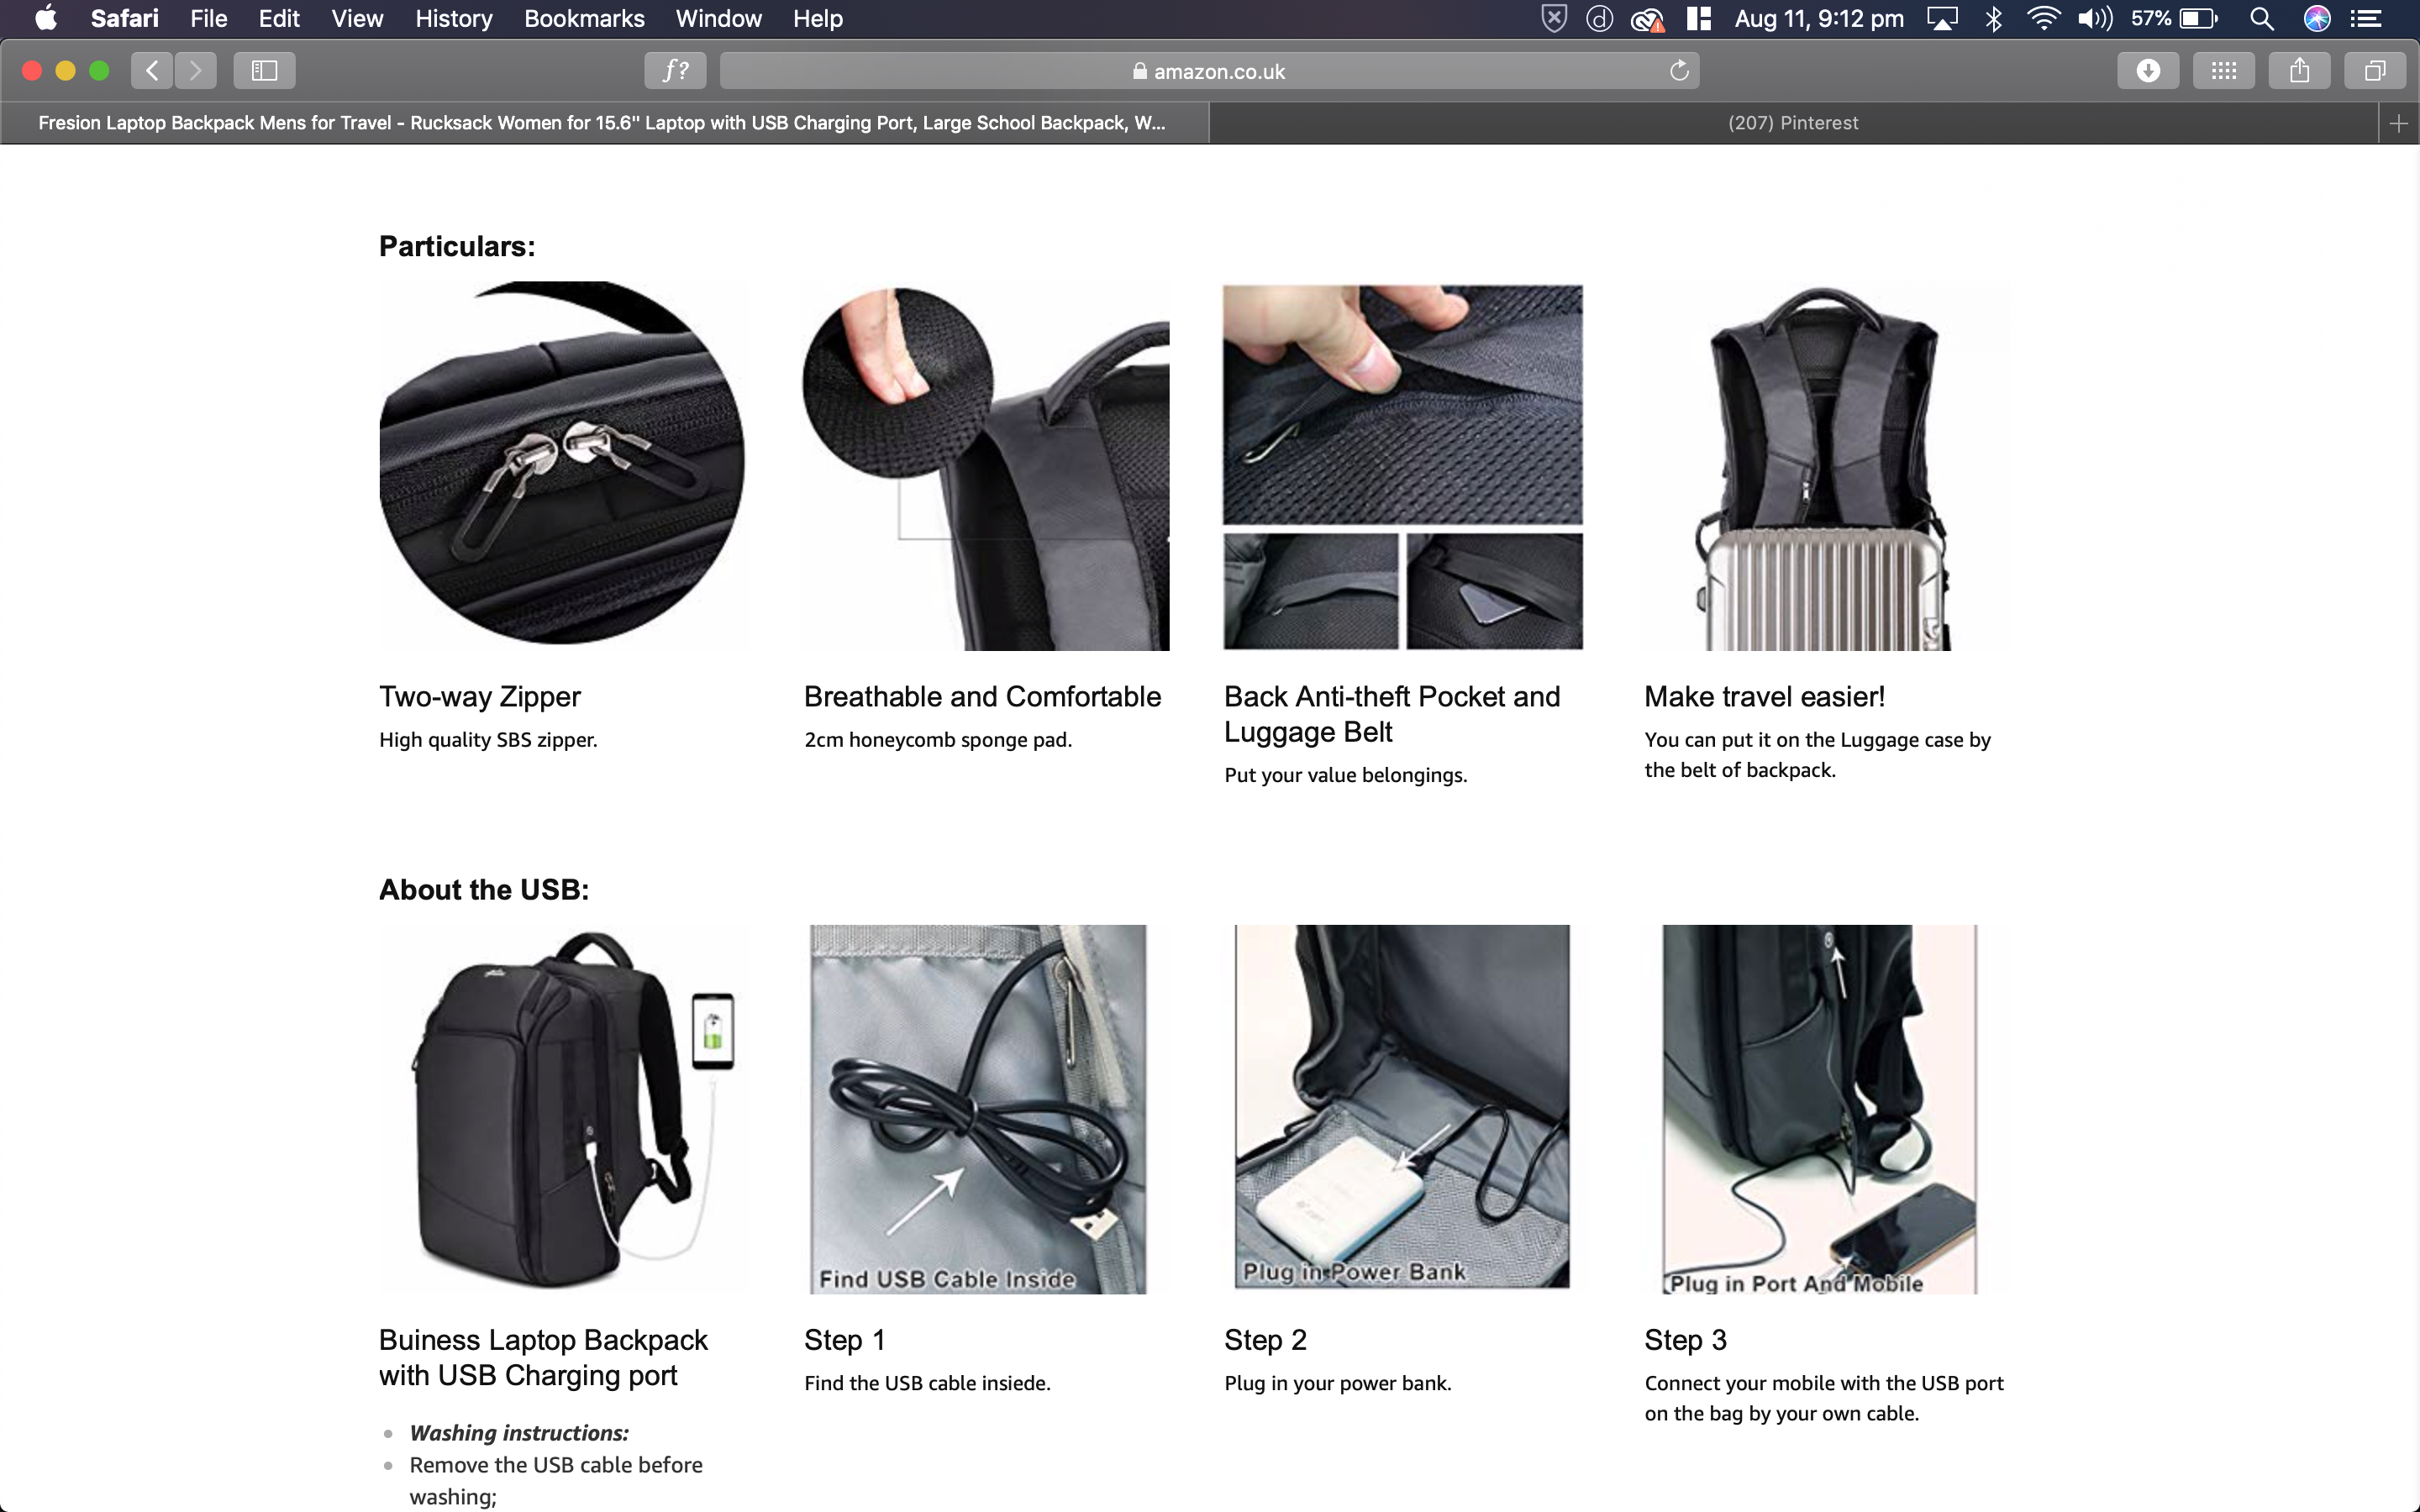 Safari File Edit View History Bookmarks Window Help
Aug 11, 9:12 pm 57%
amazon.co.uk
Fresion Laptop Backpack Mens for Travel - Rucksack Women for 15.6" Laptop with USB Charging Port, Large School Backpack, W...
(207) Pinterest
Particulars:
Two-way Zipper
High quality SBS zipper.
Breathable and Comfortable
2cm honeycomb sponge pad.
Back Anti-theft Pocket and
Luggage Belt
Put your value belongings.
Make travel easier!
You can put it on the Luggage case by
the belt of backpack.
About the USB:
Find USB Cable Inside
Plug in Power Bank
Plug in Port And Mobile
Buiness Laptop Backpack
with USB Charging port
Washing instructions:
Remove the USB cable before
washing;
Step 1
Find the USB cable insiede.
Step 2
Plug in your power bank.
Step 3
Connect your mobile with the USB port
on the bag by your own cable.